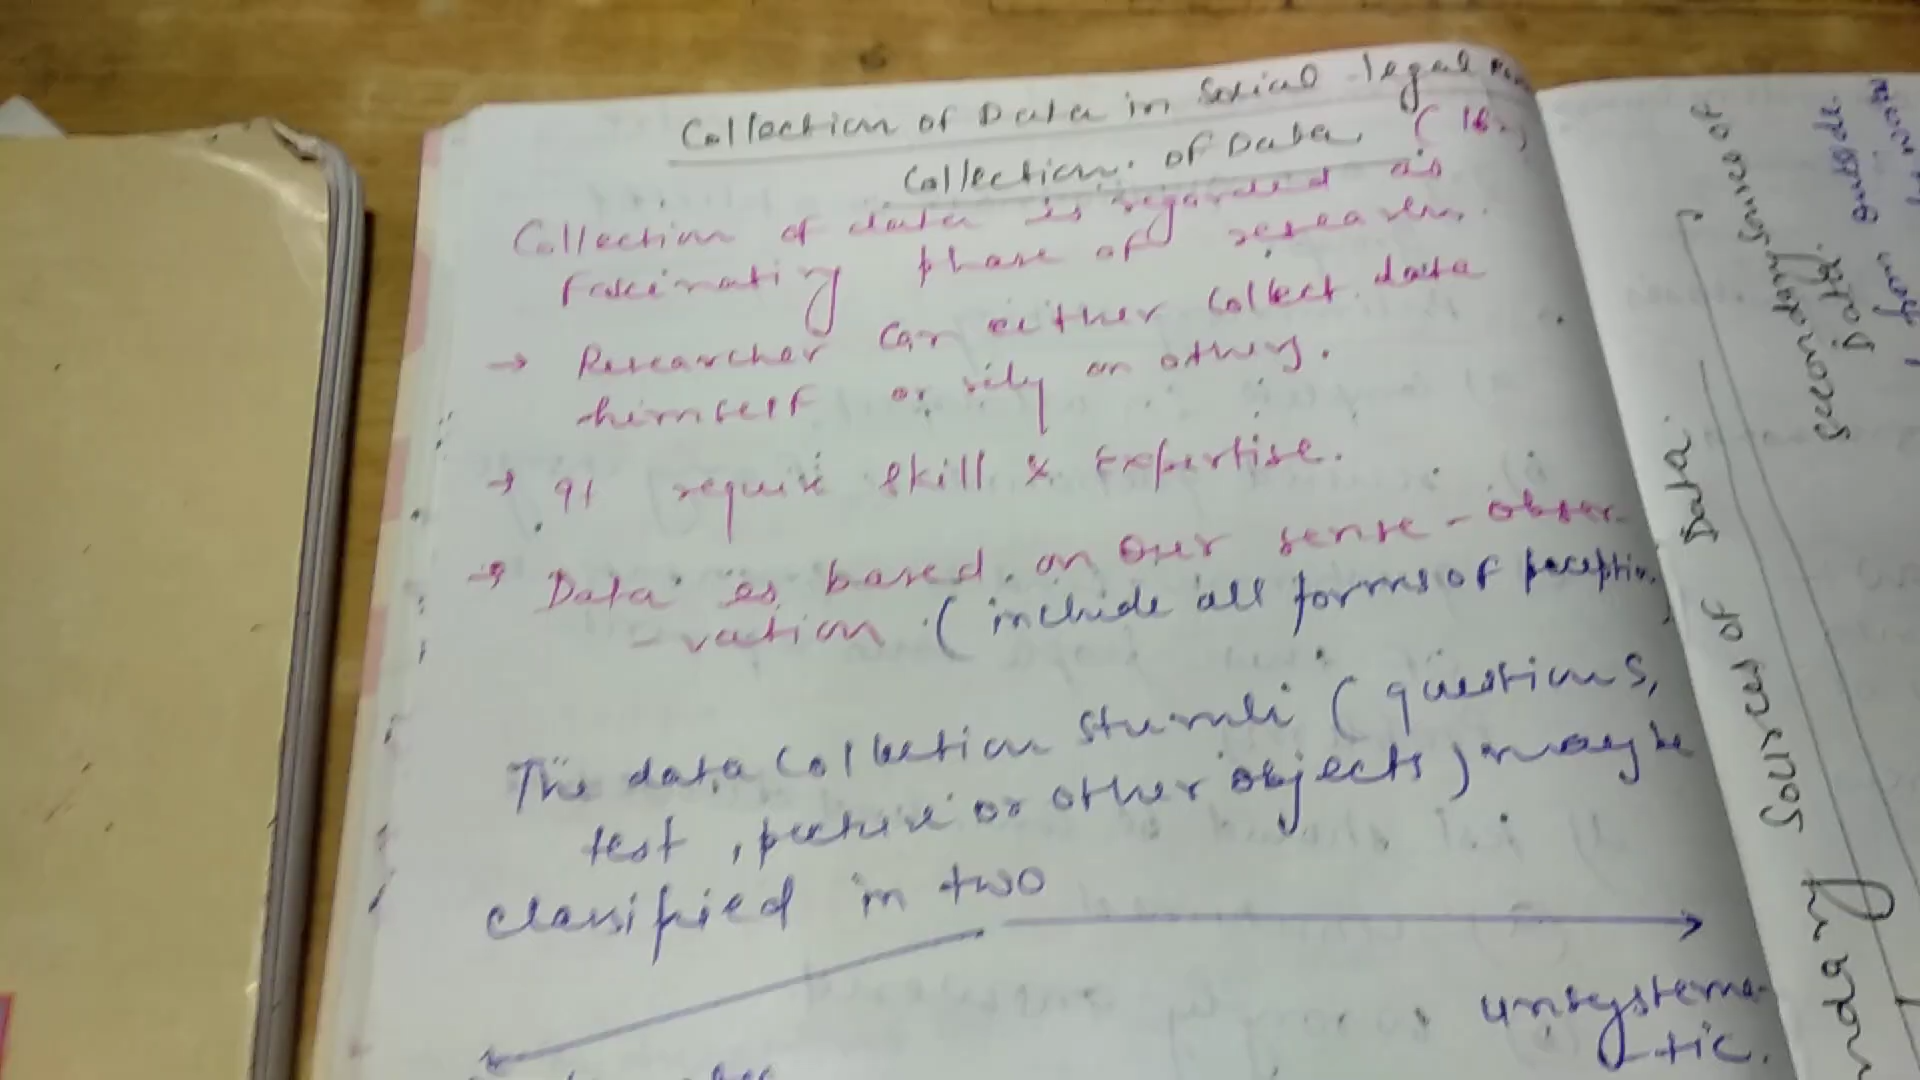 Collection of Data in Social-legal
Collection of Data. (16.)
Collection of data is regarded as
fascinating phase of research.
→ Researcher can either collect data
himself or rely on others.
→ It require skill & Expertise.
→ Data is based on our sense-obser-
-vation. (include all forms of
The data collection stumli (questions,
test, picture or other objects) may be
classified in two
unsystema-
tic.
Sources of Data.
Secondary Source of
Data.